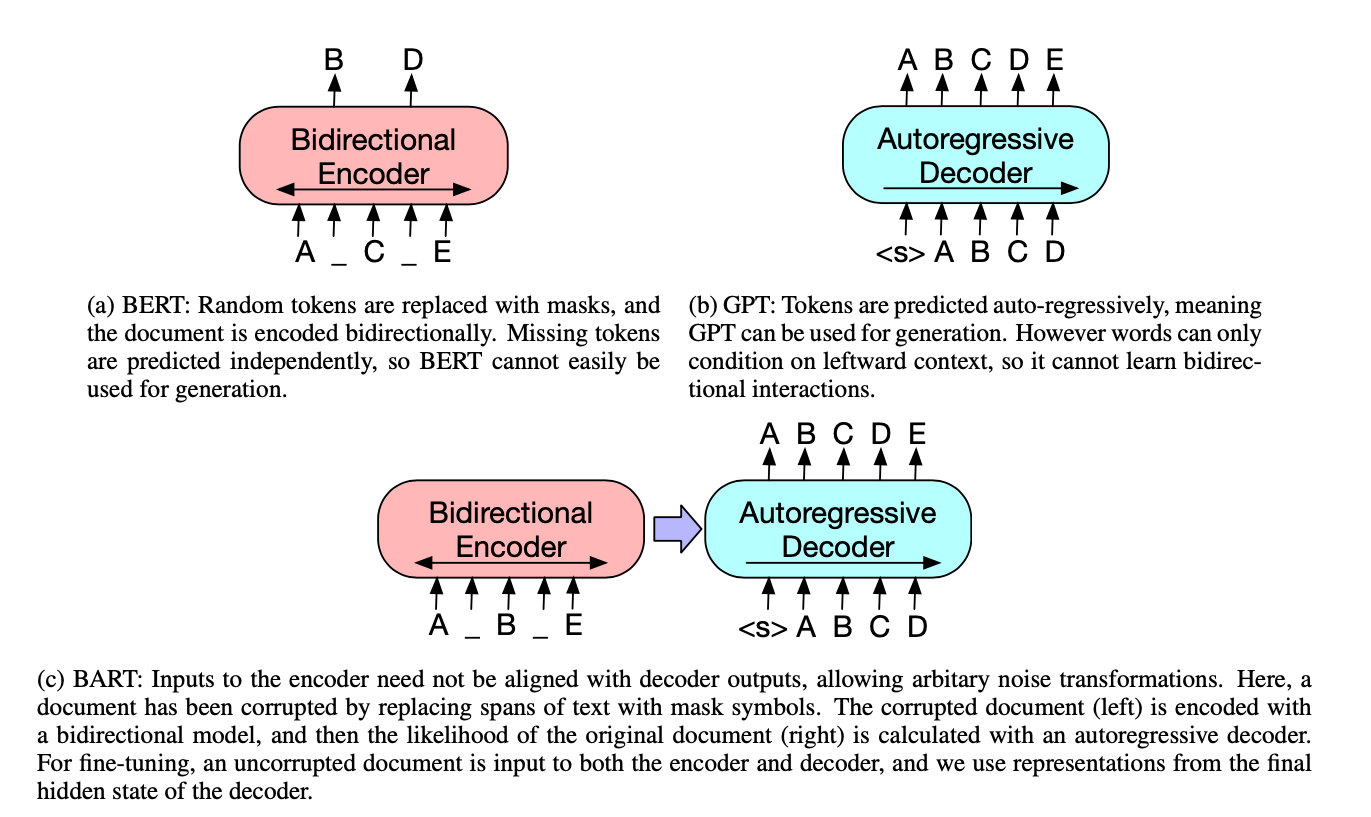 B D
Bidirectional
Encoder
A _ C _ E
(a) BERT: Random tokens are replaced with masks, and
the document is encoded bidirectionally. Missing tokens
are predicted independently, so BERT cannot easily be
used for generation.
A B C D E
Autoregressive
Decoder
<s> A B C D
(b) GPT: Tokens are predicted auto-regressively, meaning
GPT can be used for generation. However words can only
condition on leftward context, so it cannot learn bidirec-
tional interactions.
Bidirectional
Encoder
A _ B _ E
A B C D E
Autoregressive
Decoder
<s> A B C D
(c) BART: Inputs to the encoder need not be aligned with decoder outputs, allowing arbitary noise transformations. Here, a
document has been corrupted by replacing spans of text with mask symbols. The corrupted document (left) is encoded with
a bidirectional model, and then the likelihood of the original document (right) is calculated with an autoregressive decoder.
For fine-tuning, an uncorrupted document is input to both the encoder and decoder, and we use representations from the final
hidden state of the decoder.